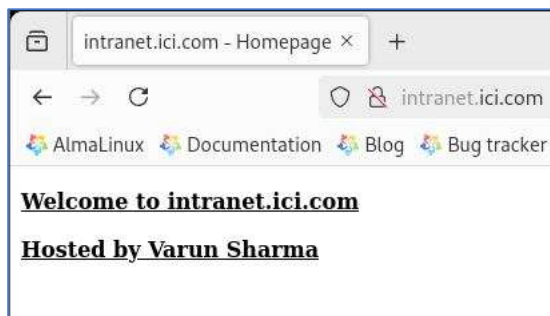 intranet.ici.com - Homepage
intranet.ici.com
AlmaLinux Documentation Blog Bug tracker
Welcome to intranet.ici.com
Hosted by Varun Sharma